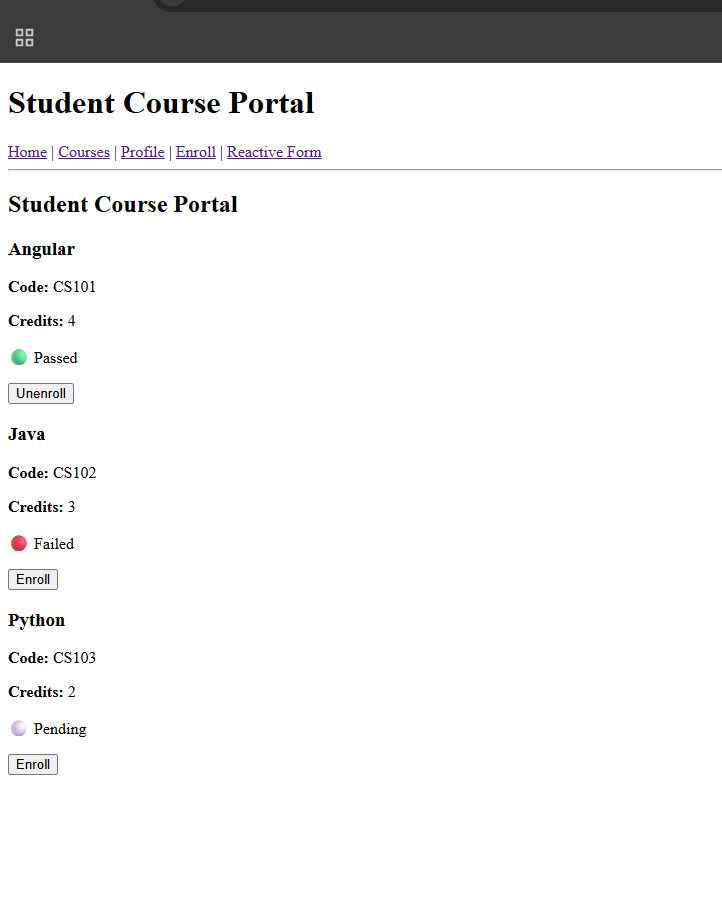 Student Course Portal
Home | Courses | Profile | Enroll | Reactive Form
Student Course Portal
Angular
Code: CS101
Credits: 4
Passed
Unenroll
Java
Code: CS102
Credits: 3
Failed
Enroll
Python
Code: CS103
Credits: 2
Pending
Enroll